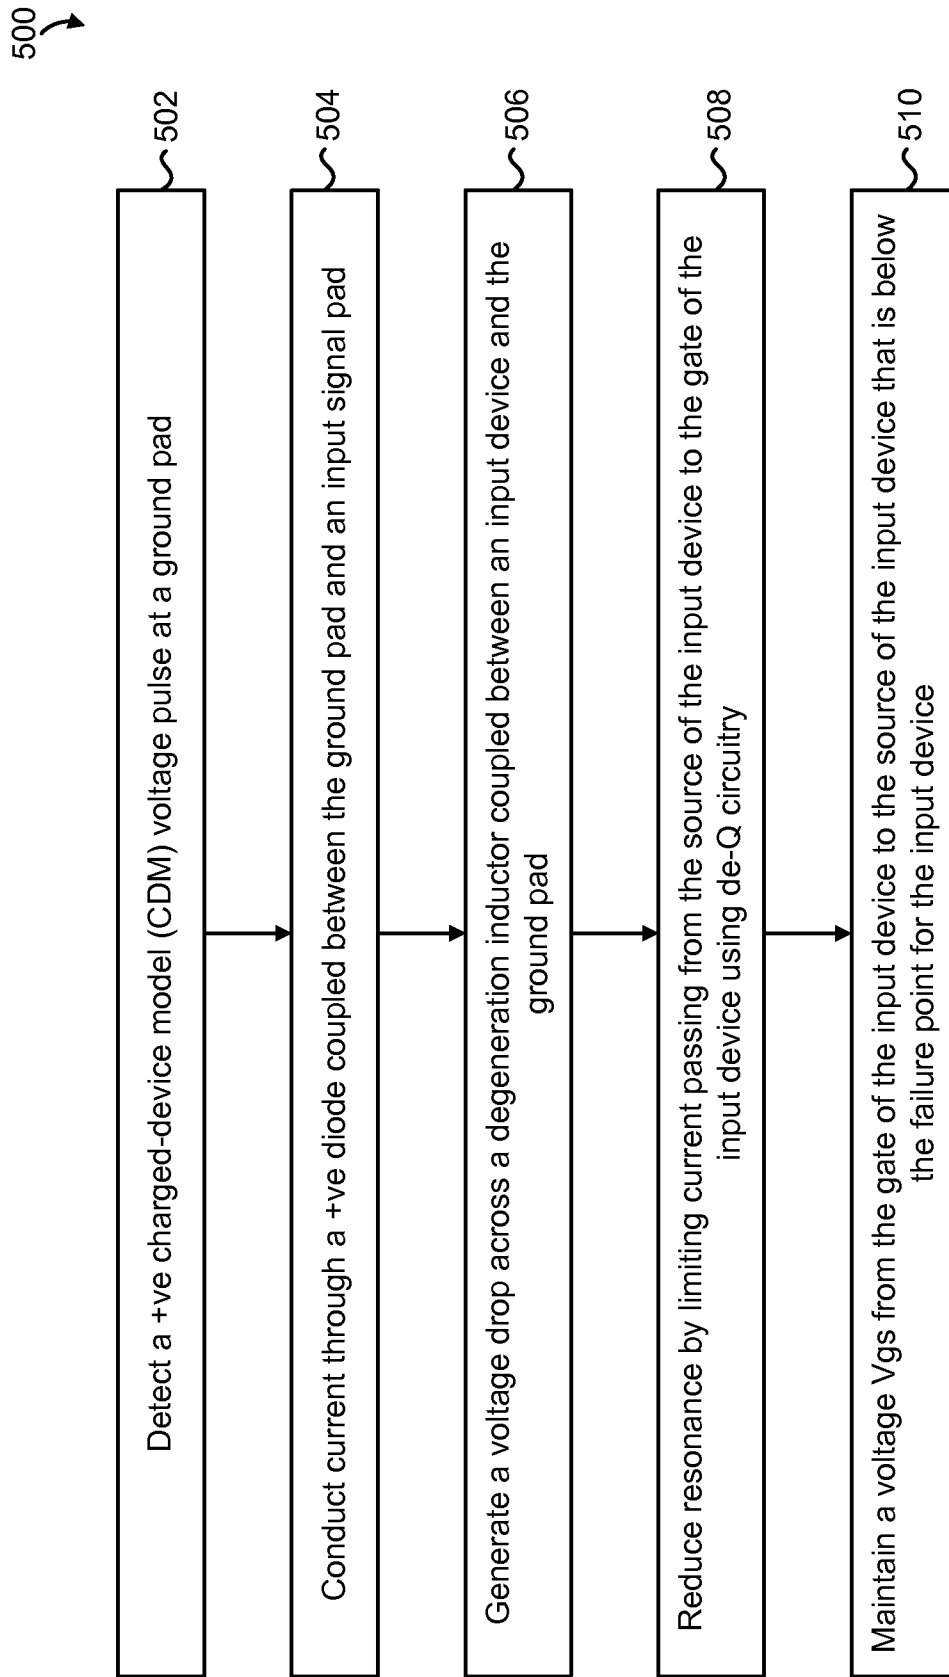 500
502
Detect a +ve charged-device model (CDM) voltage pulse at a ground pad
504
Conduct current through a +ve diode coupled between the ground pad and an input signal pad
506
Generate a voltage drop across a degeneration inductor coupled between an input device and the
ground pad
508
Reduce resonance by limiting current passing from the source of the input device to the gate of the
input device using de-Q circuitry
510
Maintain a voltage Vgs from the gate of the input device to the source of the input device that is below
the failure point for the input device